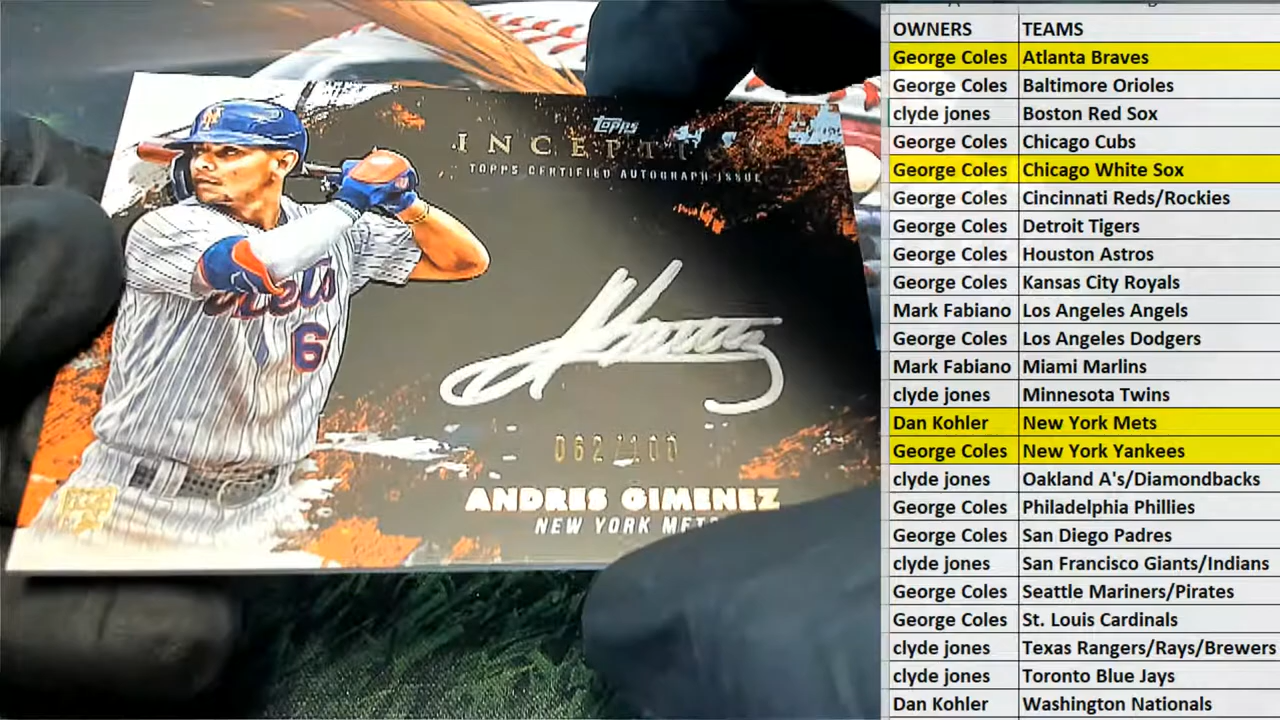 topps
INCEPTION
TOPPS CERTIFIED AUTOGRAPH ISSUE
M
Mets
6
062/100
ANDRES GIMENEZ
NEW YORK METS
OWNERS TEAMS
George Coles Atlanta Braves
George Coles Baltimore Orioles
clyde jones Boston Red Sox
George Coles Chicago Cubs
George Coles Chicago White Sox
George Coles Cincinnati Reds/Rockies
George Coles Detroit Tigers
George Coles Houston Astros
George Coles Kansas City Royals
Mark Fabiano Los Angeles Angels
George Coles Los Angeles Dodgers
Mark Fabiano Miami Marlins
clyde jones Minnesota Twins
Dan Kohler New York Mets
George Coles New York Yankees
clyde jones Oakland A's/Diamondbacks
George Coles Philadelphia Phillies
George Coles San Diego Padres
clyde jones San Francisco Giants/Indians
George Coles Seattle Mariners/Pirates
George Coles St. Louis Cardinals
clyde jones Texas Rangers/Rays/Brewers
clyde jones Toronto Blue Jays
Dan Kohler Washington Nationals